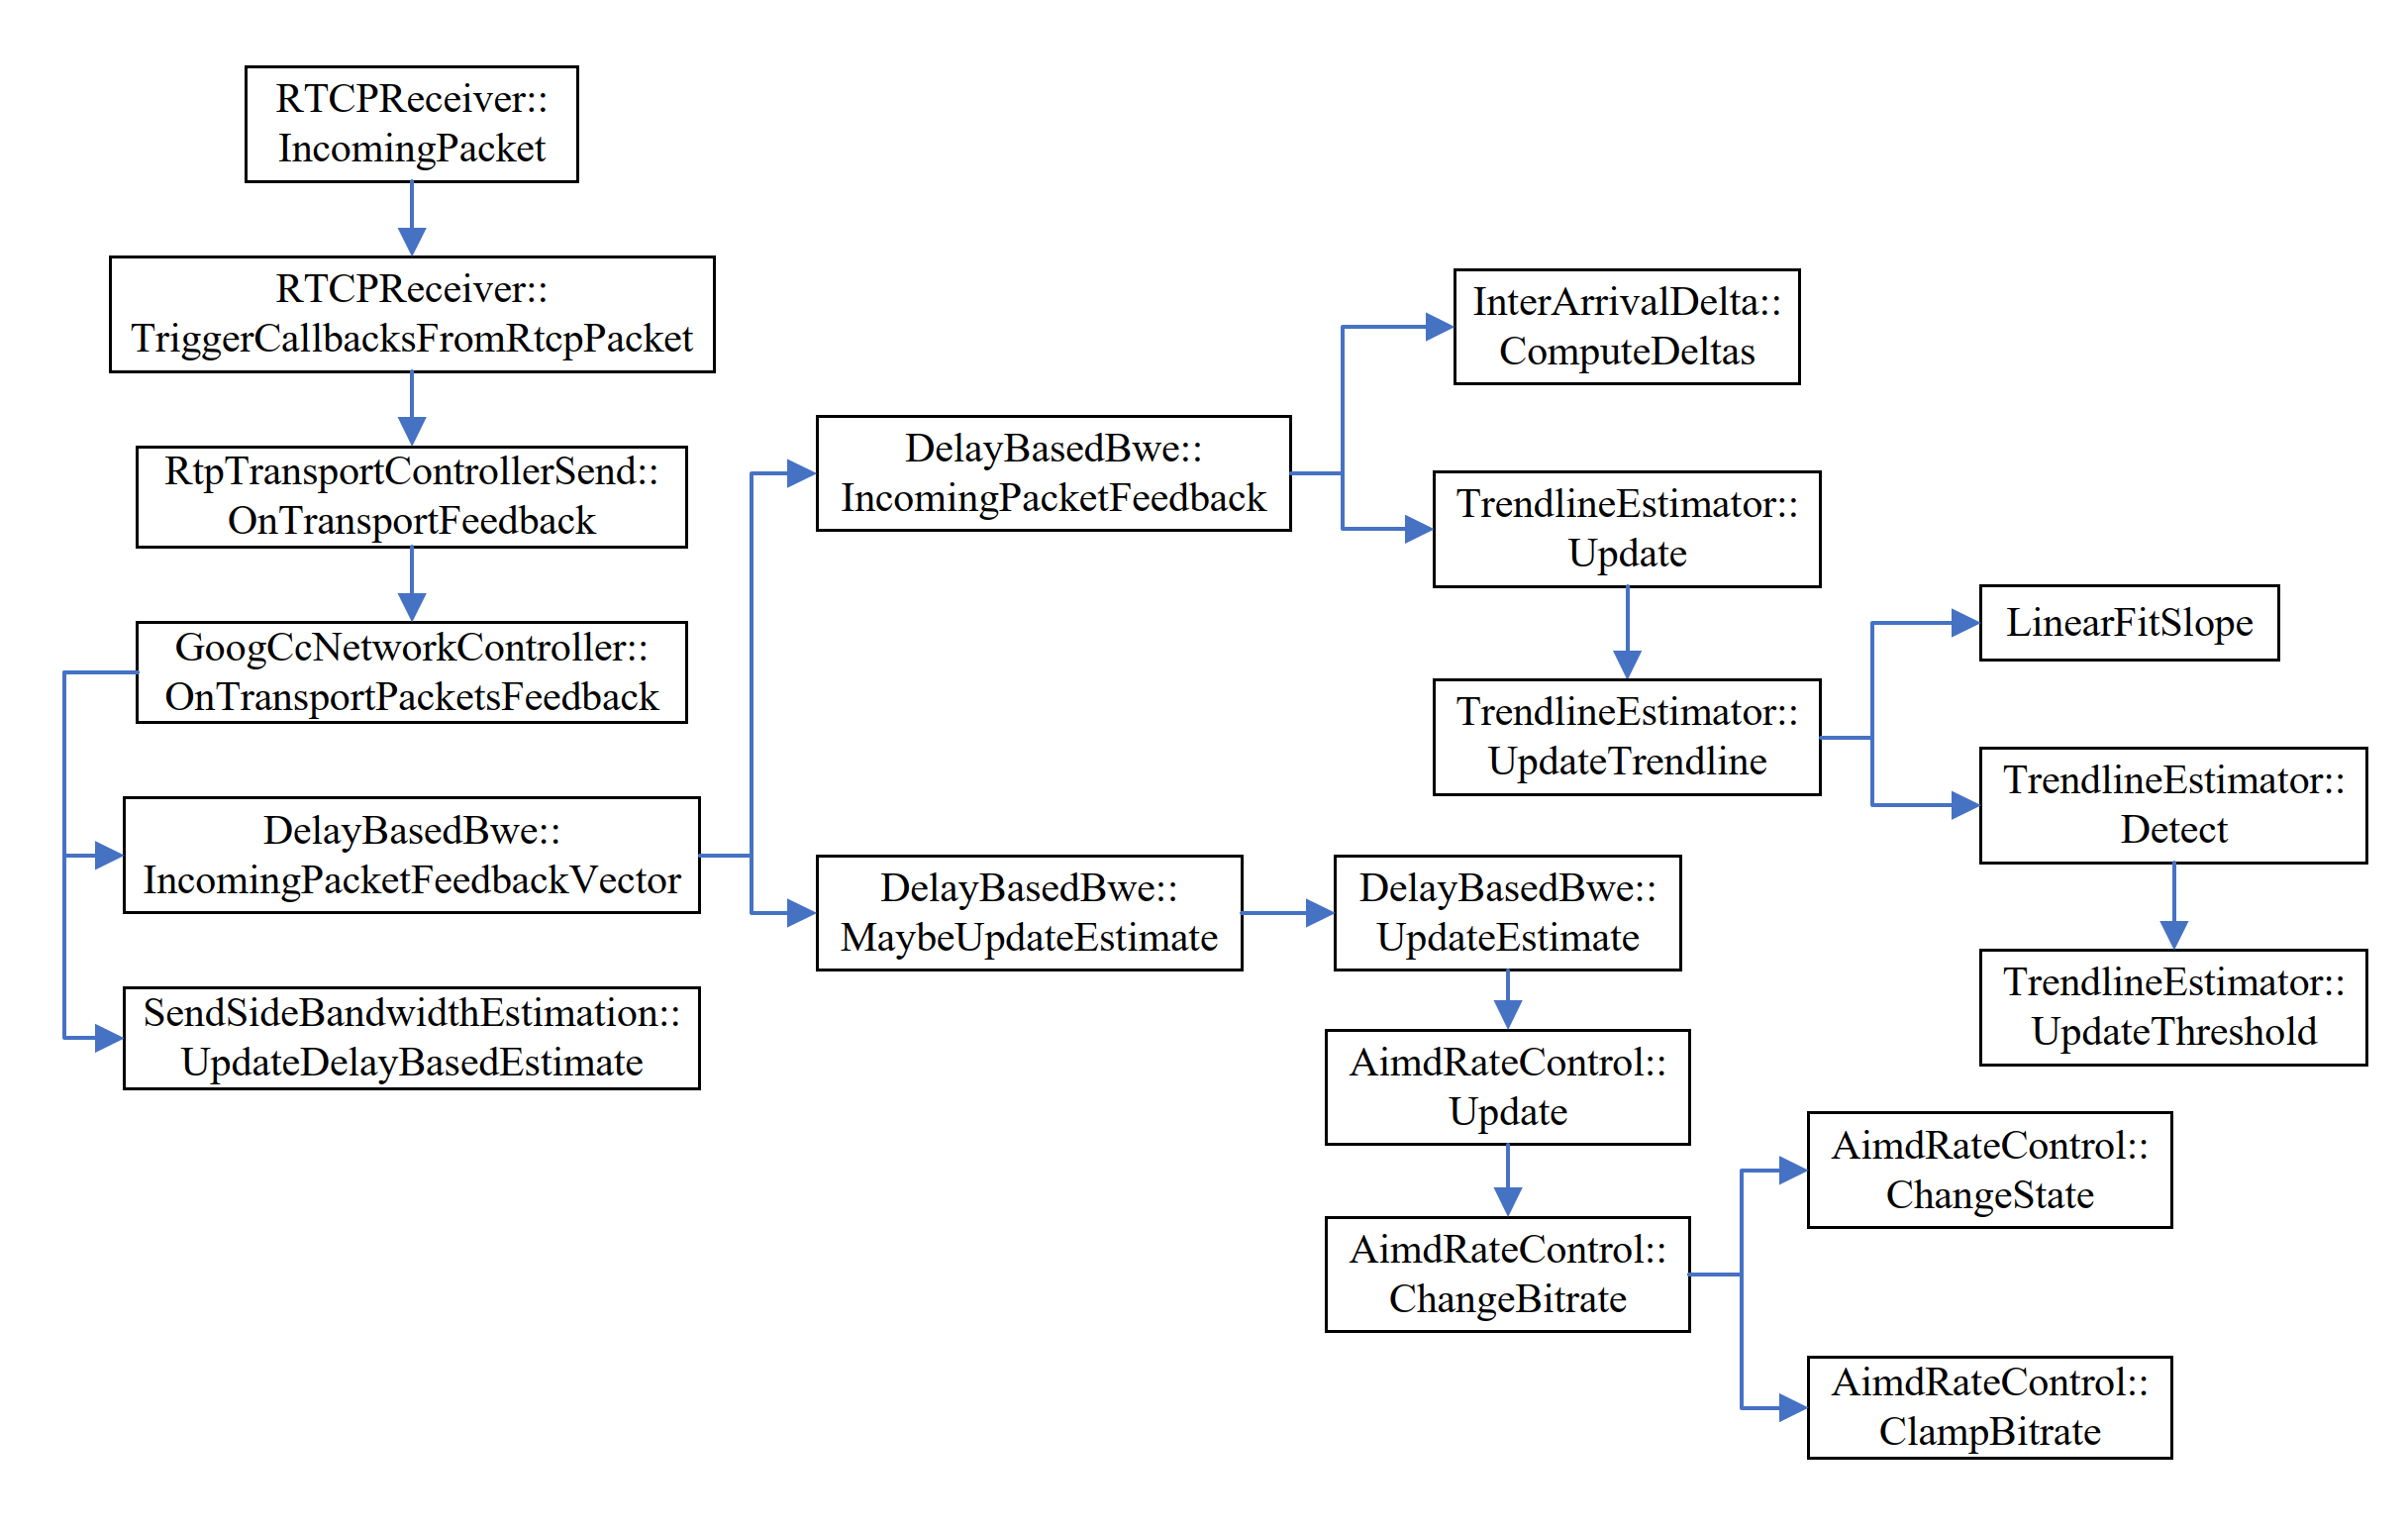 RTCPReceiver::
IncomingPacket
RTCPReceiver::
TriggerCallbacksFromRtcpPacket
RtpTransportControllerSend::
OnTransportFeedback
GoogCcNetworkController::
OnTransportPacketsFeedback
DelayBasedBwe::
IncomingPacketFeedbackVector
SendSideBandwidthEstimation::
UpdateDelayBasedEstimate
DelayBasedBwe::
IncomingPacketFeedback
DelayBasedBwe::
MaybeUpdateEstimate
InterArrivalDelta::
ComputeDeltas
TrendlineEstimator::
Update
TrendlineEstimator::
UpdateTrendline
DelayBasedBwe::
UpdateEstimate
AimdRateControl::
Update
AimdRateControl::
ChangeBitrate
LinearFitSlope
TrendlineEstimator::
Detect
TrendlineEstimator::
UpdateThreshold
AimdRateControl::
ChangeState
AimdRateControl::
ClampBitrate